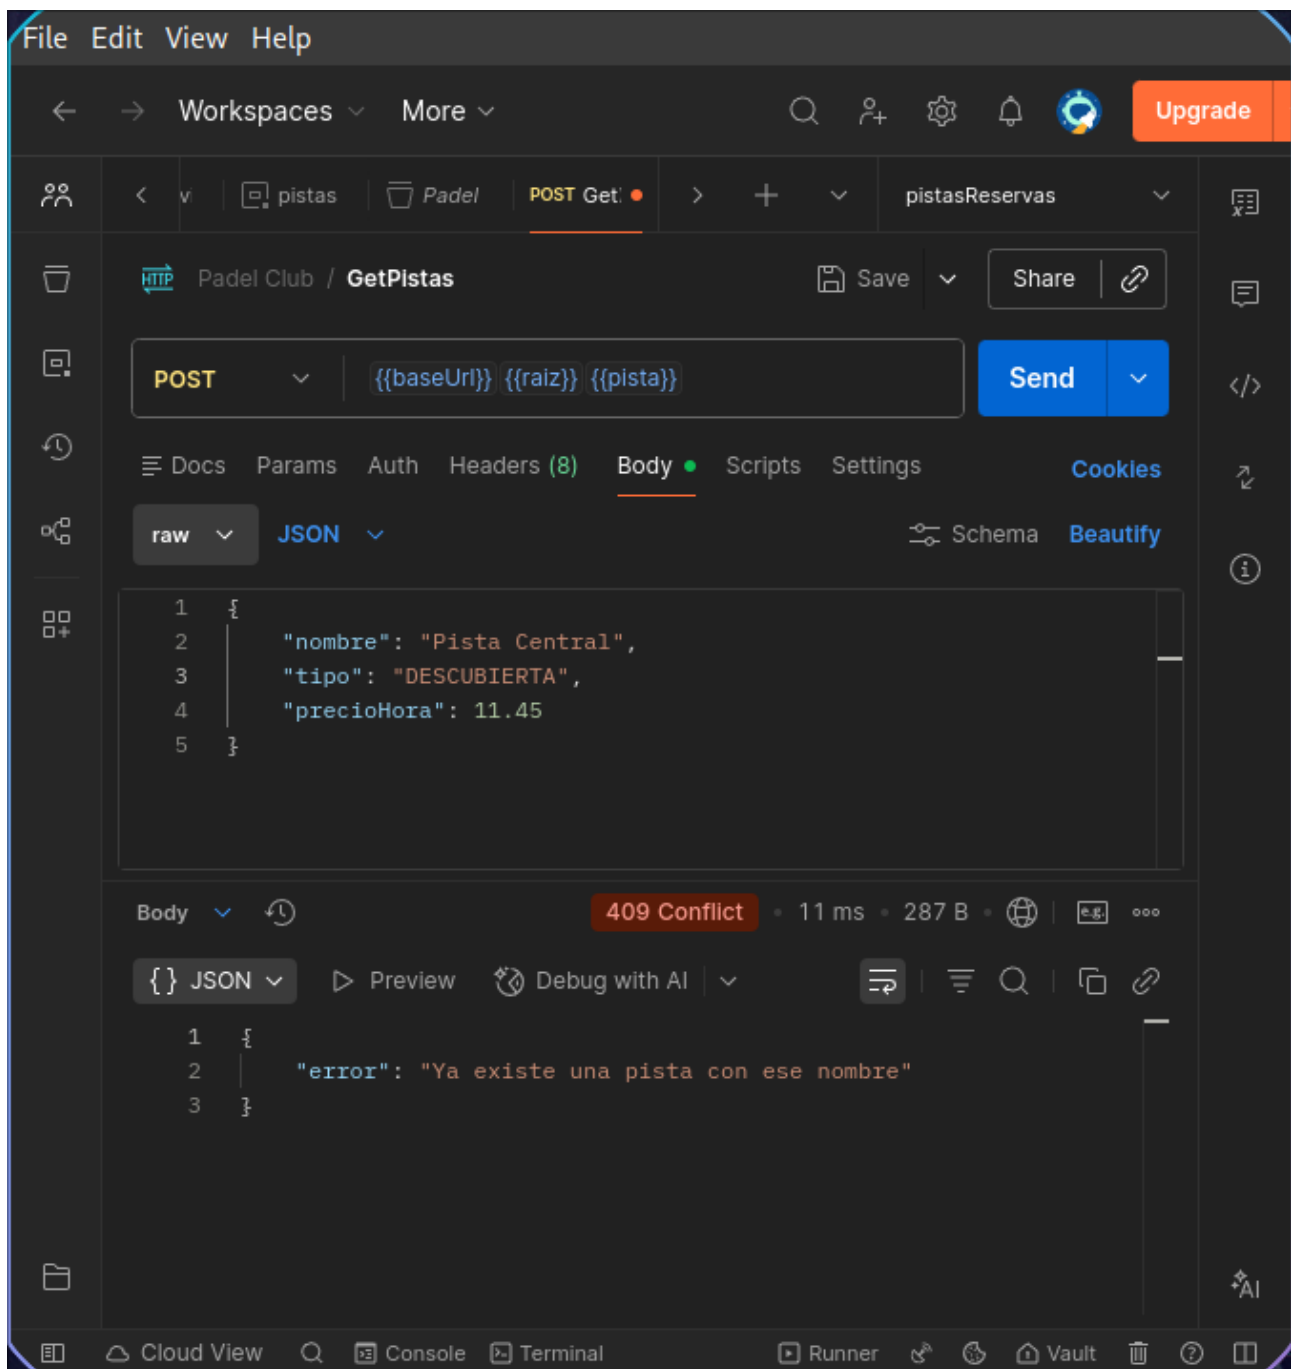 File Edit View Help
Workspaces More Upgrade
pistas Padel POST Get pistasReservas
HTTP Padel Club / GetPistas Save Share
POST {{baseUrl}} {{raiz}} {{pista}} Send
Docs Params Auth Headers (8) Body Scripts Settings Cookies
raw JSON Schema Beautify
1 {
2 "nombre": "Pista Central",
3 "tipo": "DESCUBIERTA",
4 "precioHora": 11.45
5 }
Body 409 Conflict 11 ms 287 B e.g.
{} JSON Preview Debug with AI
1 {
2 "error": "Ya existe una pista con ese nombre"
3 }
AI
Cloud View Console Terminal Runner Vault